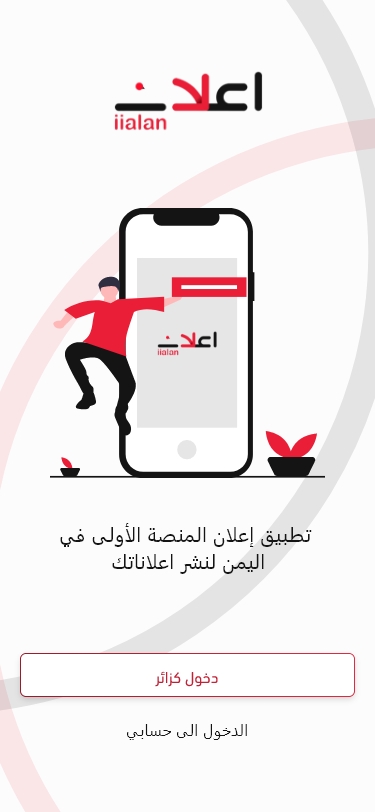 اعلان
iialan
اعلان
iialan
تطبيق إعلان المنصة الأولى في
اليمن لنشر اعلاناتك
دخول كزائر
الدخول الى حسابي